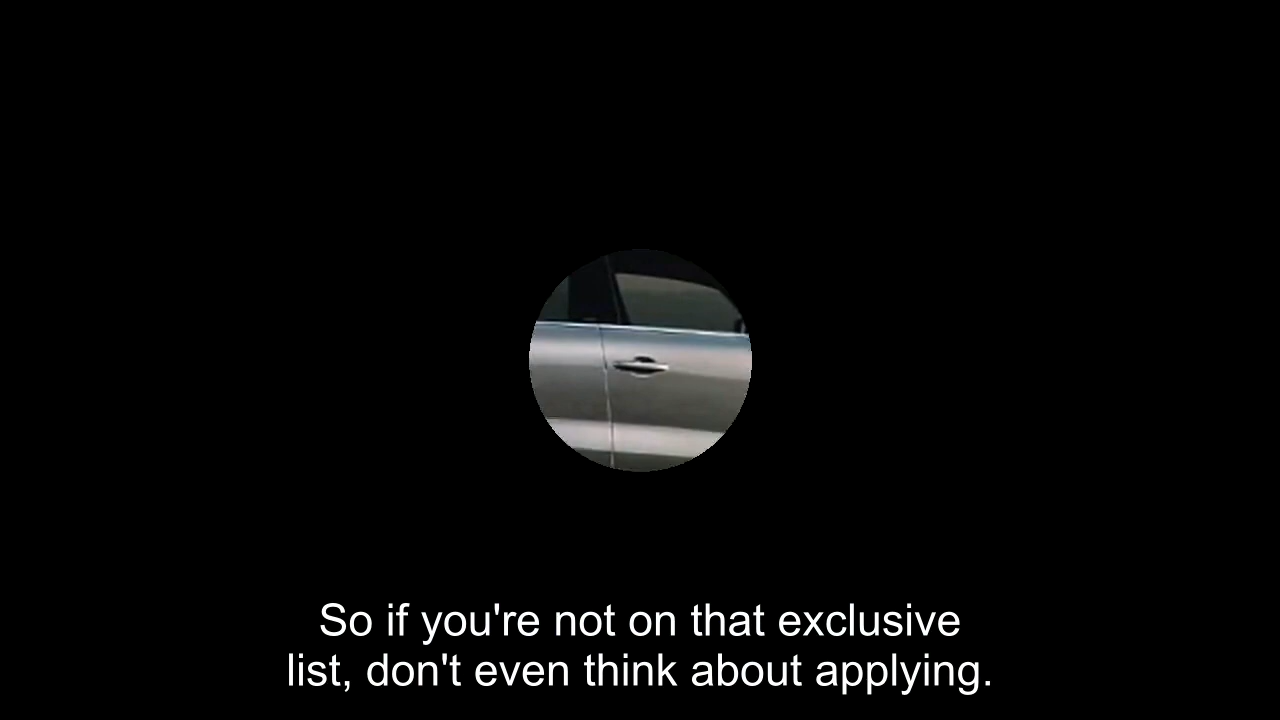 So if you're not on that exclusive
list, don't even think about applying.